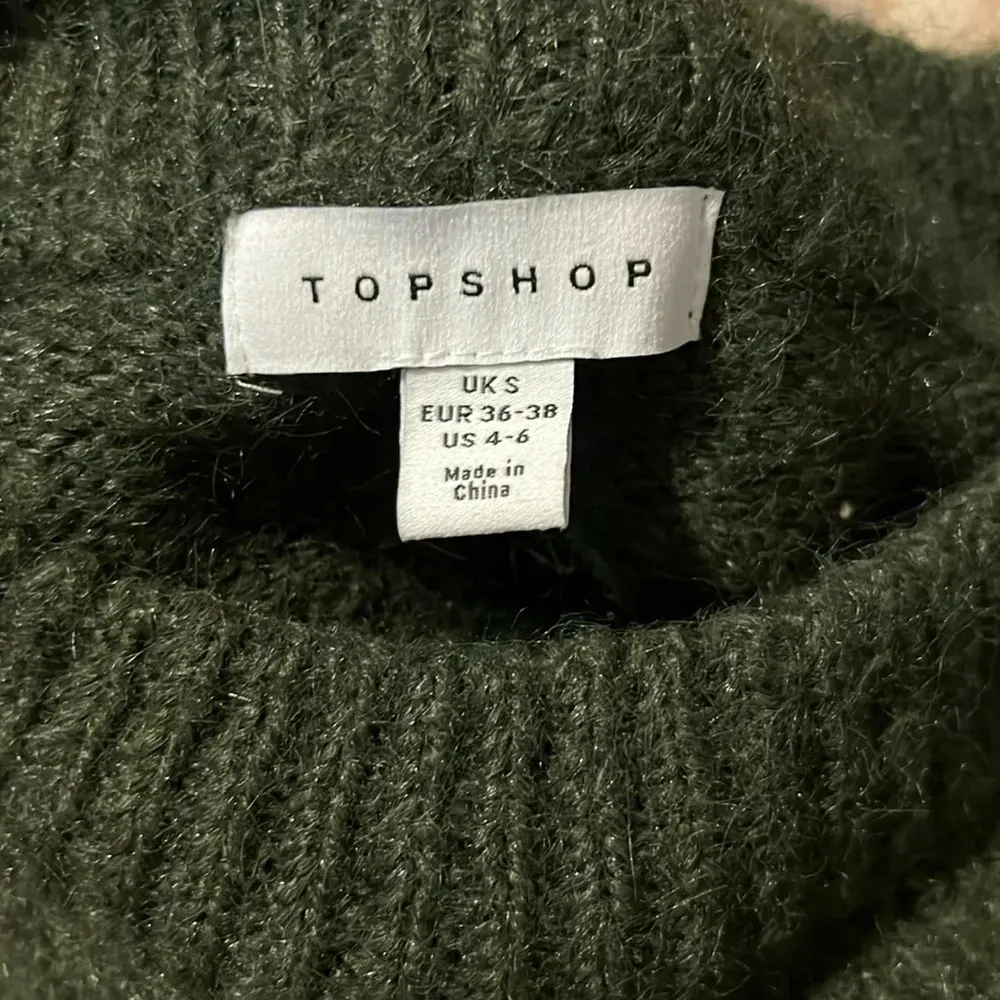 TOPSHOP
UK S
EUR 36-38
US 4-6
Made in
China